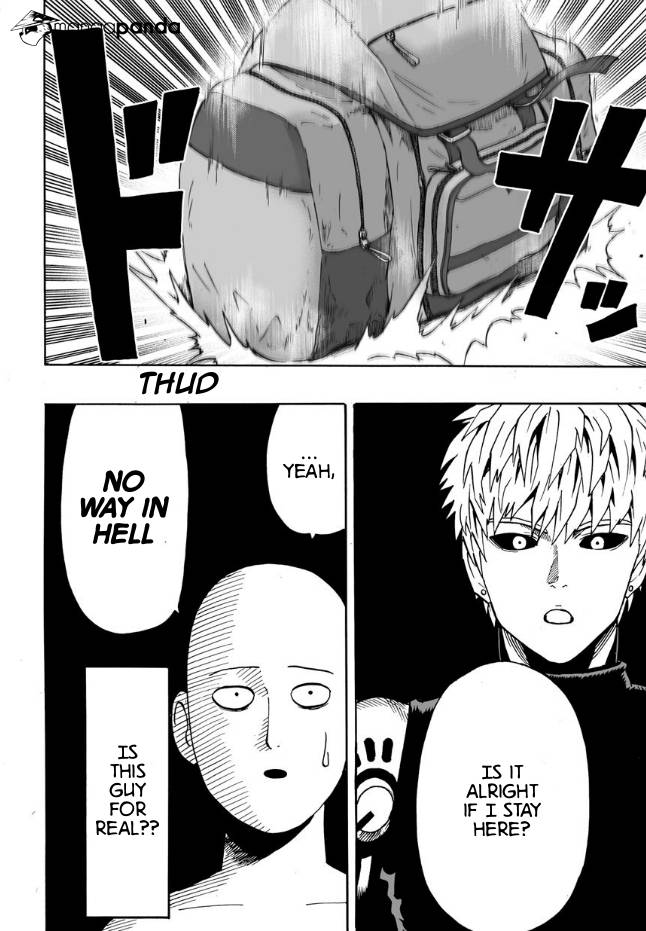 mangapanda
ドサッ
THUD
IS IT
ALRIGHT
IF I STAY
HERE?
...
YEAH,
NO
WAY IN
HELL
IS
THIS
GUY
FOR
REAL??